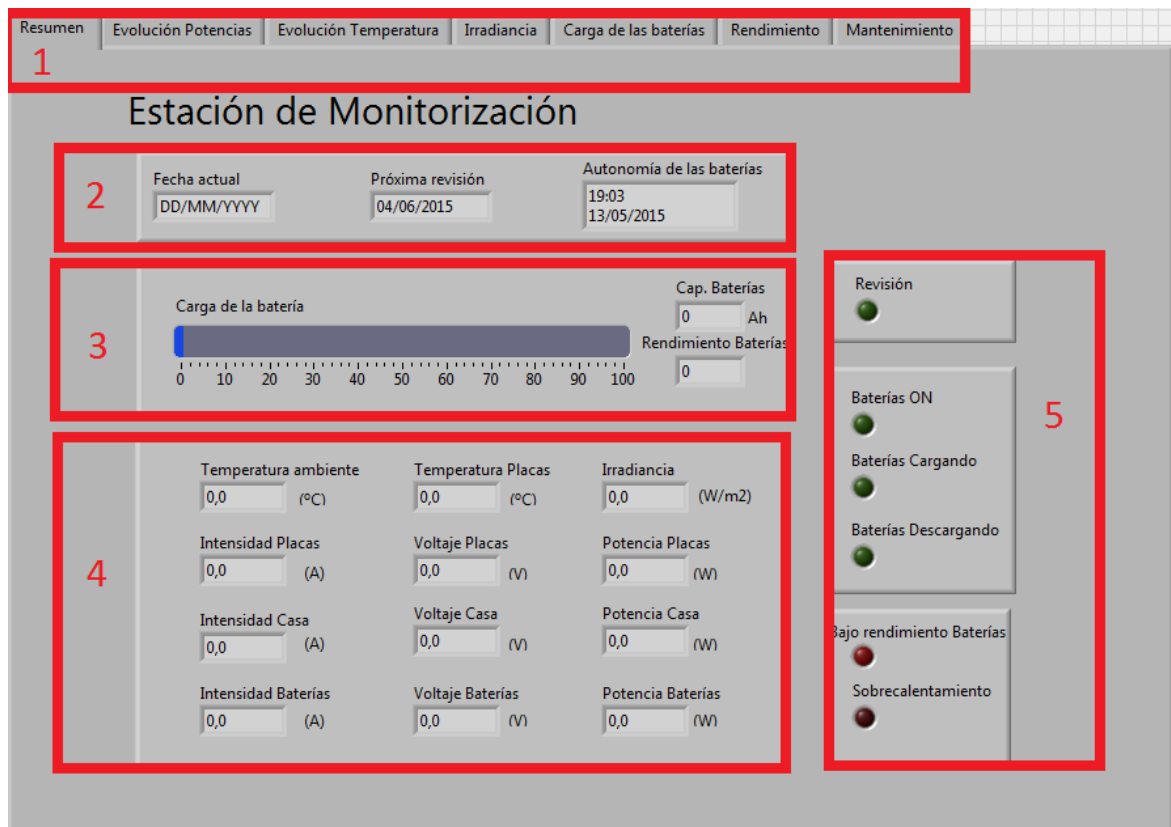 Resumen Evolución Potencias Evolución Temperatura Irradiancia Carga de las baterías Rendimiento Mantenimiento
1
Estación de Monitorización
2
Fecha actual
DD/MM/YYYY
Próxima revisión
04/06/2015
Autonomía de las baterías
19:03
13/05/2015
3
Carga de la batería
0 10 20 30 40 50 60 70 80 90 100
Cap. Baterías
0 Ah
Rendimiento Baterías
0
4
Temperatura ambiente Temperatura Placas Irradiancia
0,0 (ºC) 0,0 (ºC) 0,0 (W/m2)
Intensidad Placas Voltaje Placas Potencia Placas
0,0 (A) 0,0 (V) 0,0 (W)
Intensidad Casa Voltaje Casa Potencia Casa
0,0 (A) 0,0 (V) 0,0 (W)
Intensidad Baterías Voltaje Baterías Potencia Baterías
0,0 (A) 0,0 (V) 0,0 (W)
5
Revisión
Baterías ON
Baterías Cargando
Baterías Descargando
Bajo rendimiento Baterías
Sobrecalentamiento